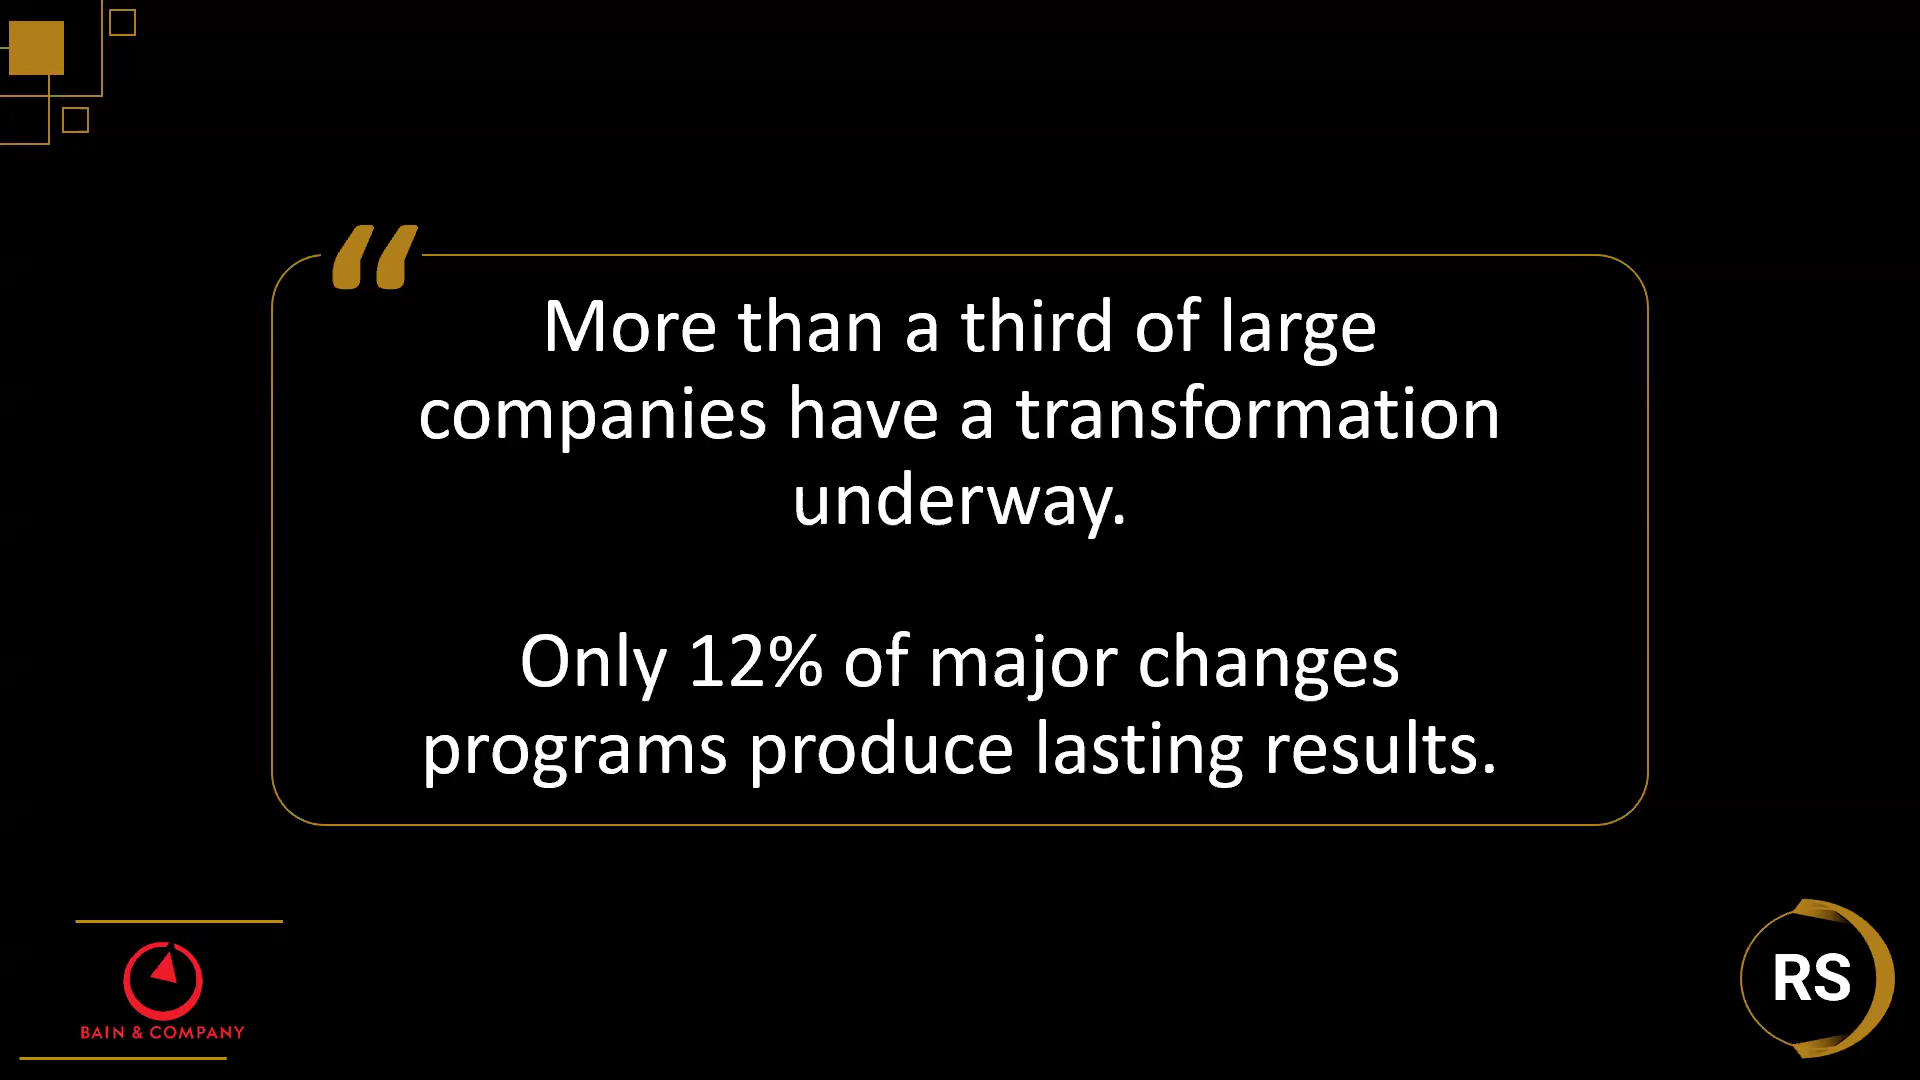 “
More than a third of large
companies have a transformation
underway.
Only 12% of major changes
programs produce lasting results.
BAIN & COMPANY
RS